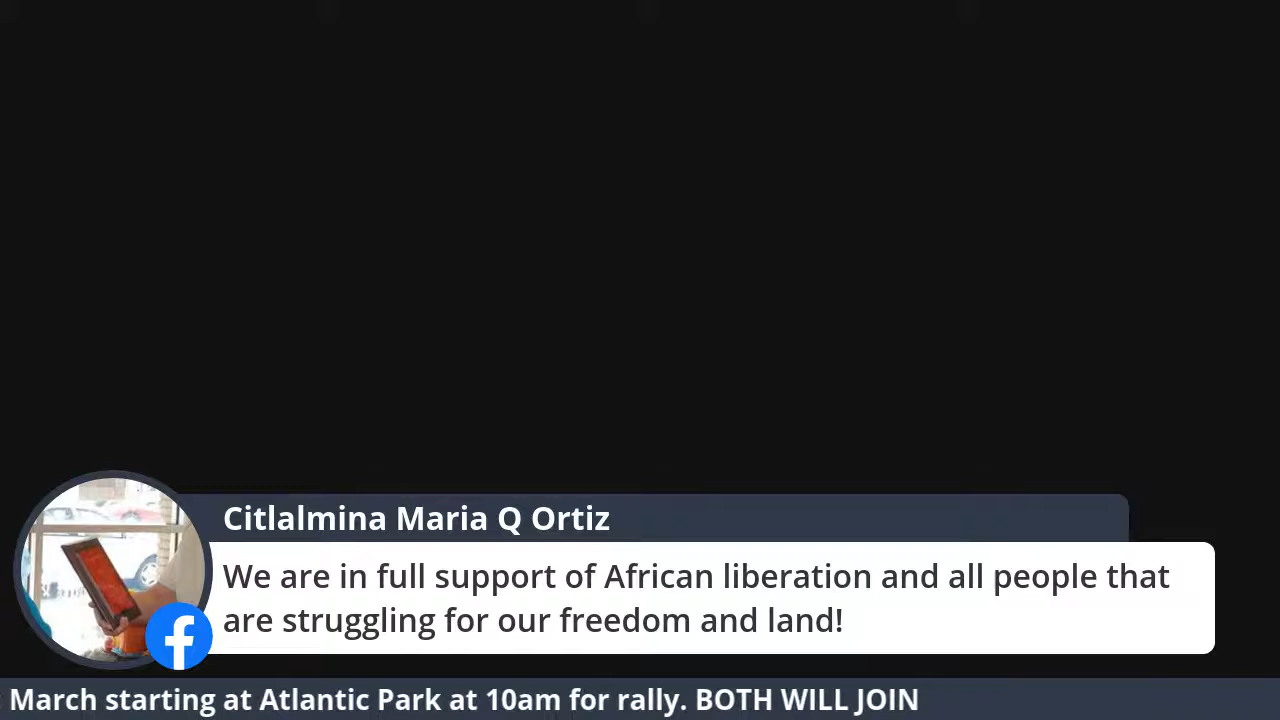 Citlalmina Maria Q Ortiz
We are in full support of African liberation and all people that
are struggling for our freedom and land!
March starting at Atlantic Park at 10am for rally. BOTH WILL JOIN